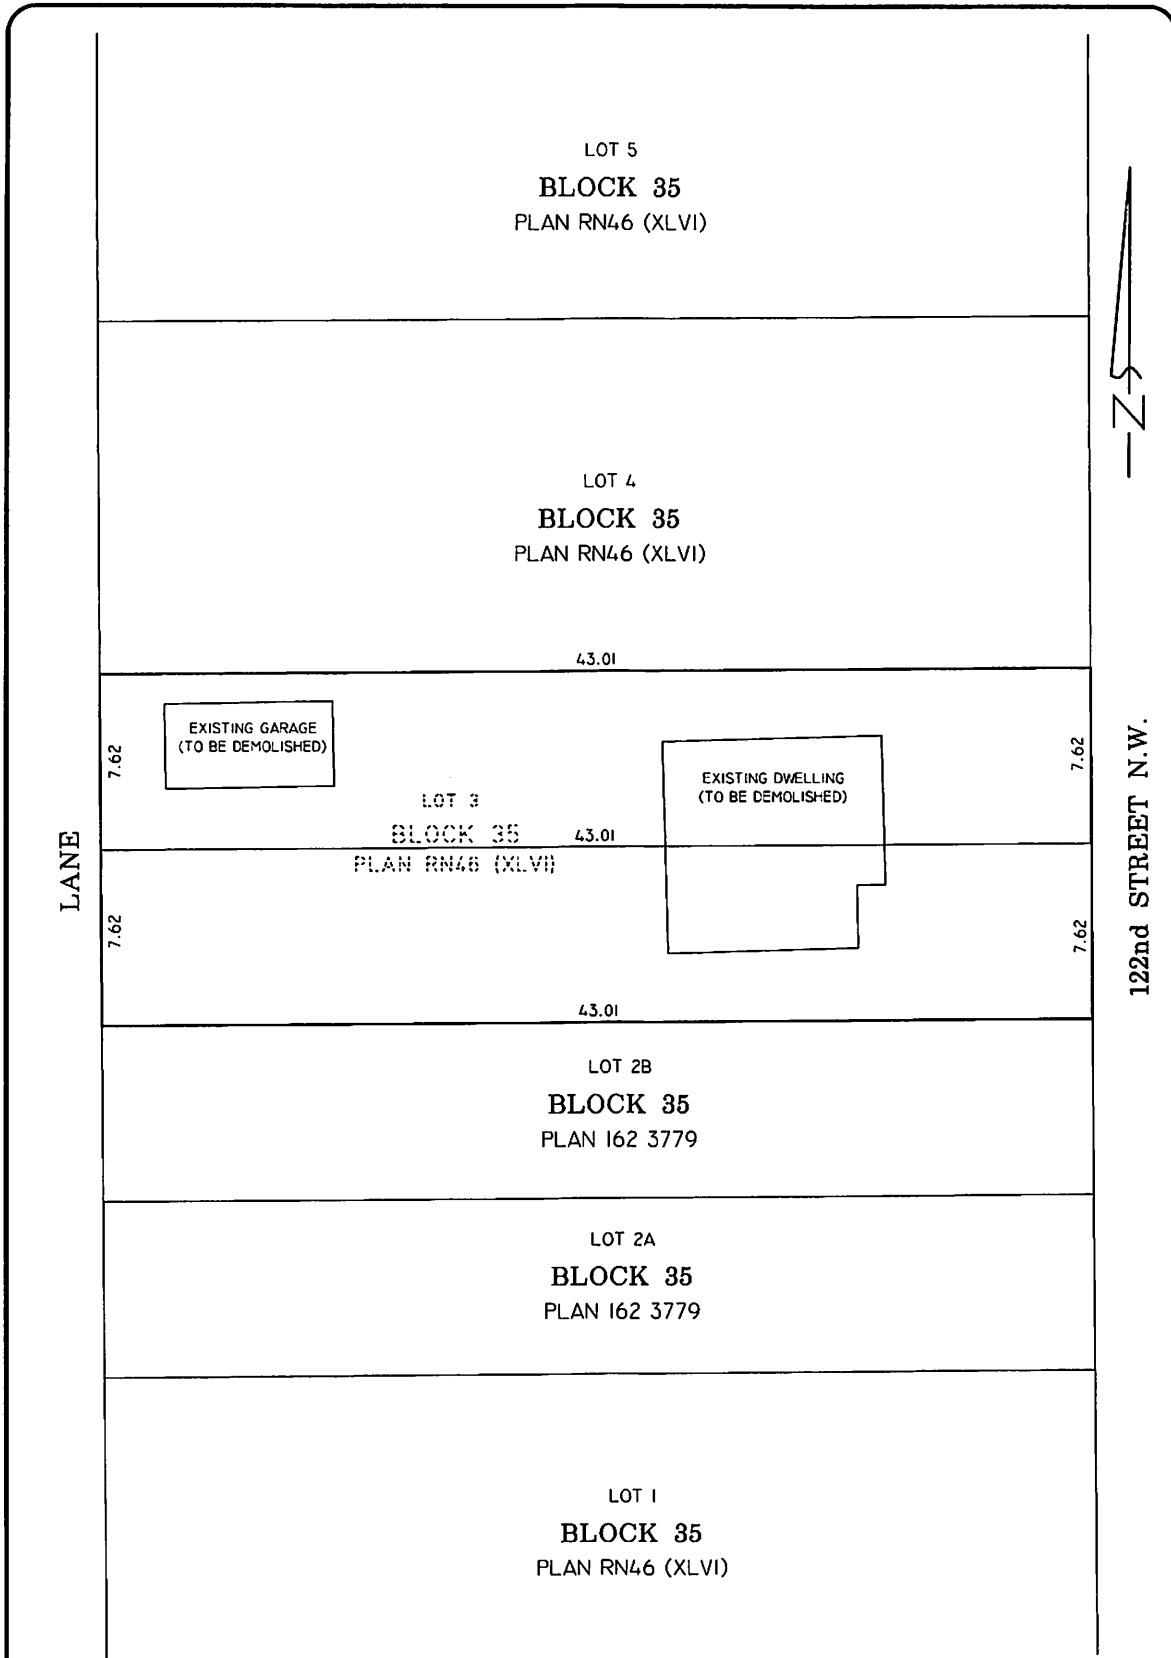 LOT 5
BLOCK 35
PLAN RN46 (XLVI)
Z
LOT 4
BLOCK 35
PLAN RN46 (XLVI)
43.01
EXISTING GARAGE
(TO BE DEMOLISHED)
7.62
7.62
EXISTING DWELLING
(TO BE DEMOLISHED)
LOT 3
BLOCK 35
PLAN RN46 (XLVI)
43.01
LANE
122nd STREET N.W.
7.62
7.62
43.01
LOT 2B
BLOCK 35
PLAN 162 3779
LOT 2A
BLOCK 35
PLAN 162 3779
LOT 1
BLOCK 35
PLAN RN46 (XLVI)